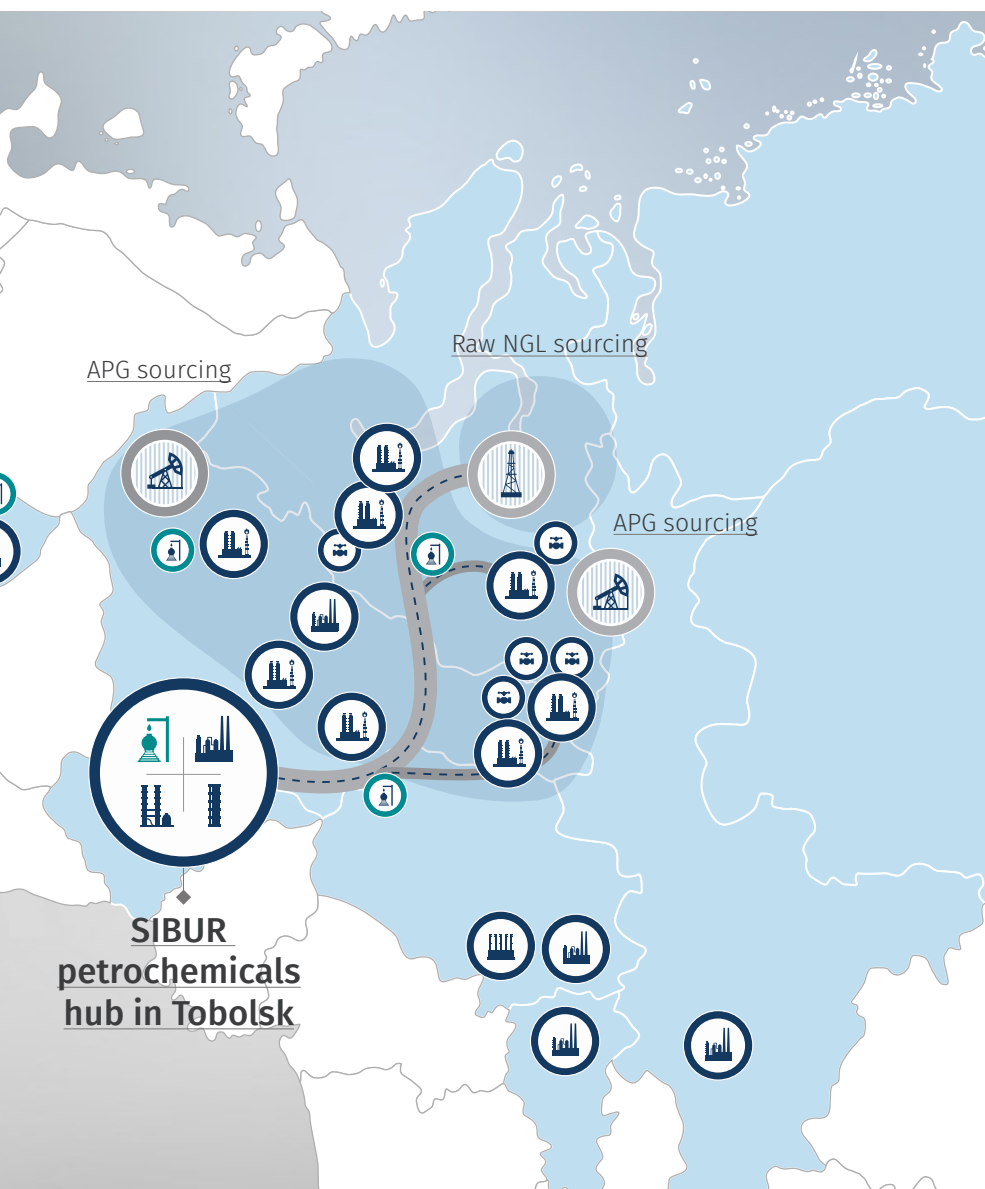 Raw NGL sourcing
APG sourcing
APG sourcing
SIBUR
petrochemicals
hub in Tobolsk